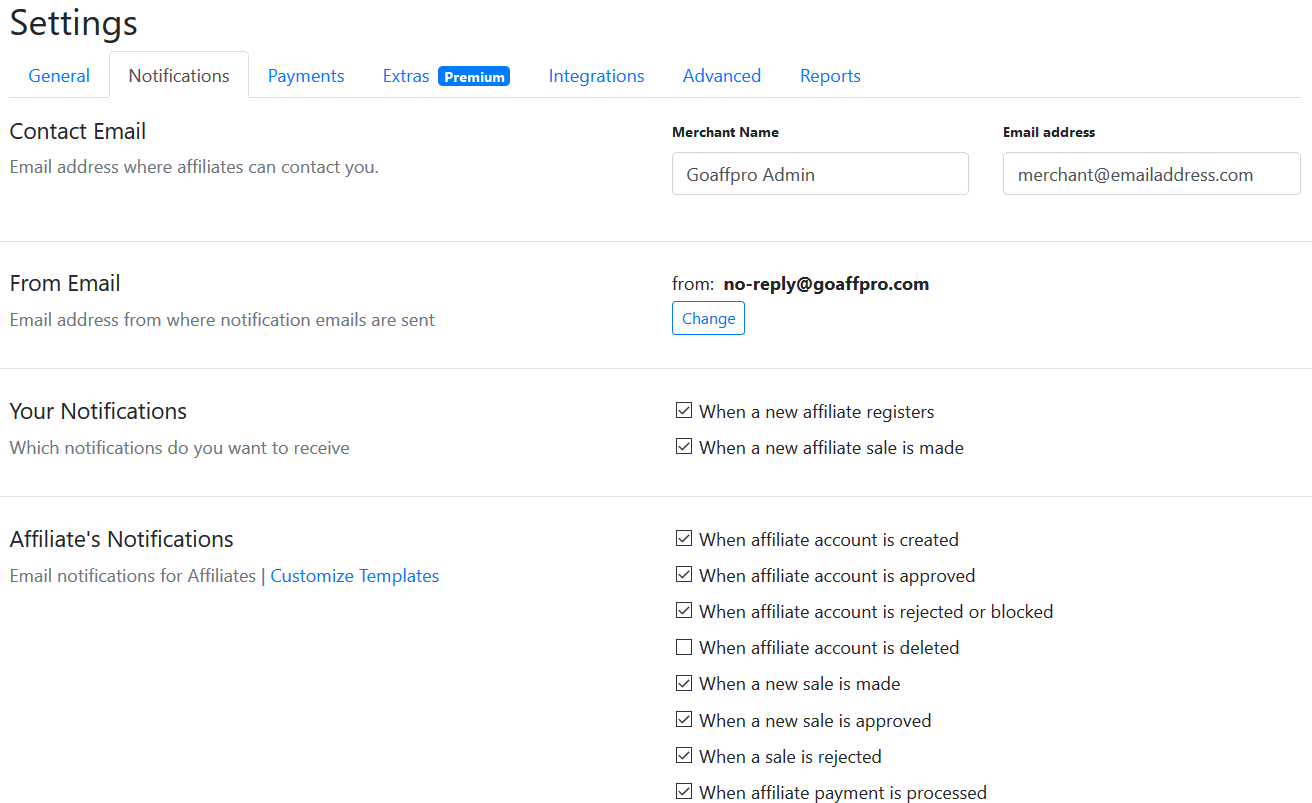 Settings
General Notifications Payments Extras Premium Integrations Advanced Reports
Contact Email
Email address where affiliates can contact you.
Merchant Name
Goaffpro Admin
Email address
merchant@emailaddress.com
From Email
Email address from where notification emails are sent
from: no-reply@goaffpro.com
Change
Your Notifications
Which notifications do you want to receive
When a new affiliate registers
When a new affiliate sale is made
Affiliate's Notifications
Email notifications for Affiliates | Customize Templates
When affiliate account is created
When affiliate account is approved
When affiliate account is rejected or blocked
When affiliate account is deleted
When a new sale is made
When a new sale is approved
When a sale is rejected
When affiliate payment is processed